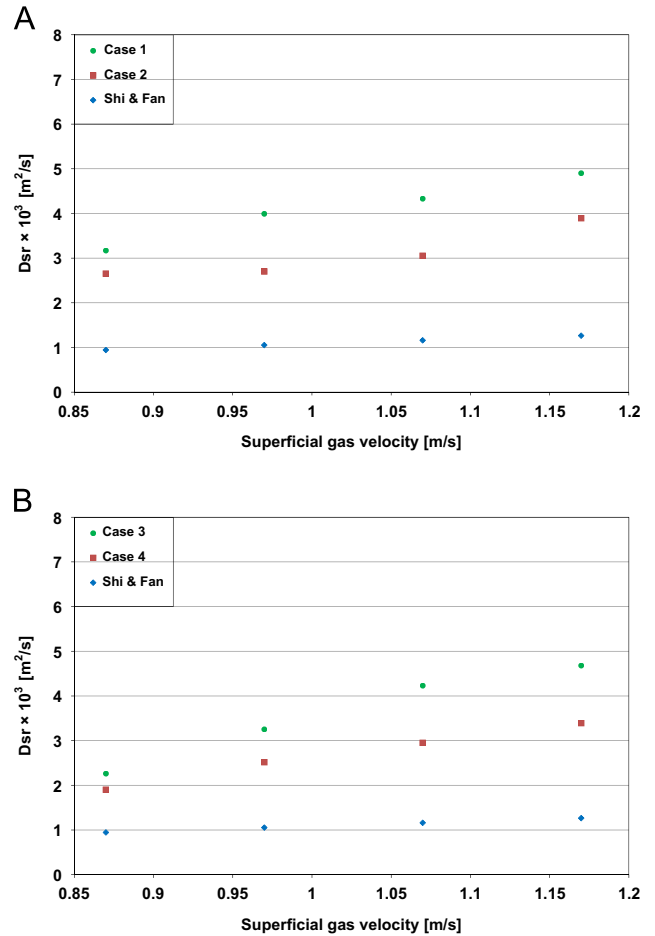 A
8
7
6
5
4
3
2
1
0
Dsr × 10³ [m²/s]
Case 1
Case 2
Shi & Fan
0.85 0.9 0.95 1 1.05 1.1 1.15 1.2
Superficial gas velocity [m/s]
B
8
7
6
5
4
3
2
1
0
Dsr × 10³ [m²/s]
Case 3
Case 4
Shi & Fan
0.85 0.9 0.95 1 1.05 1.1 1.15 1.2
Superficial gas velocity [m/s]